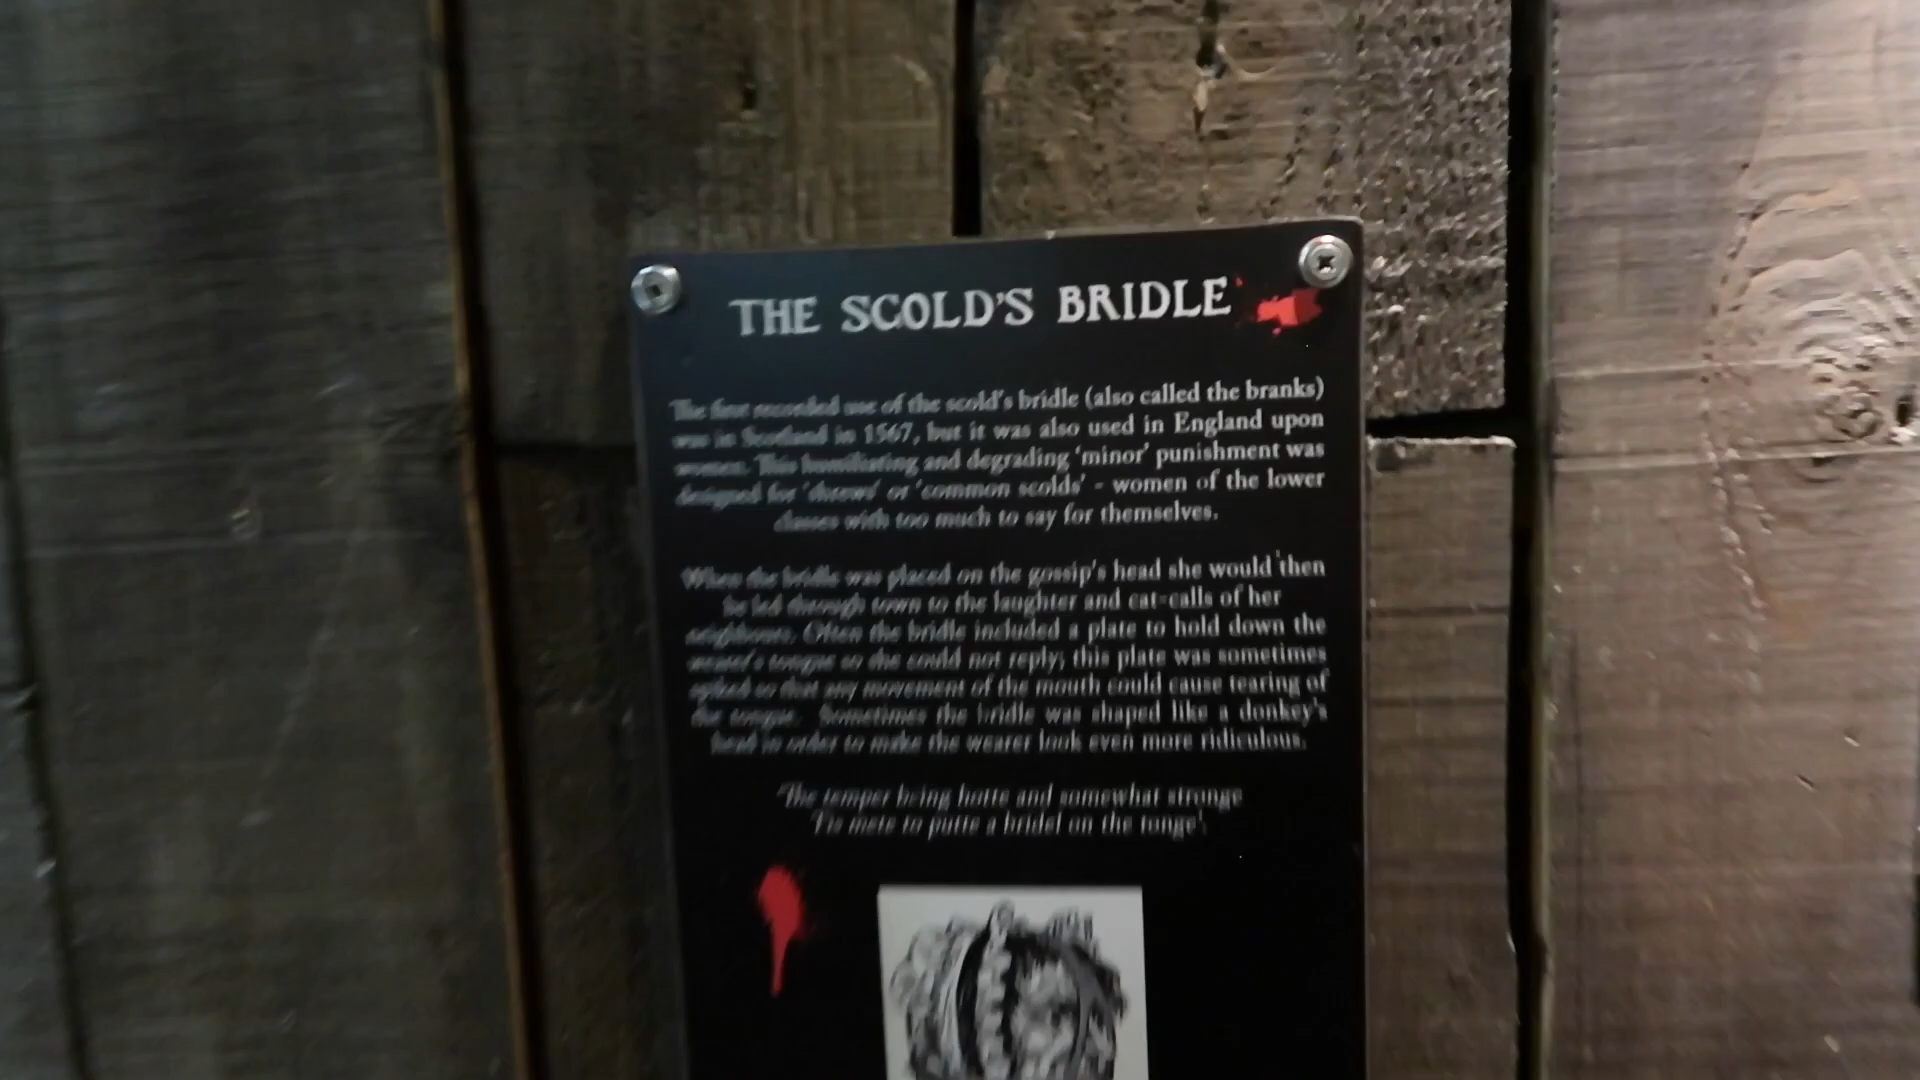 THE SCOLD'S BRIDLE
The first recorded use of the scold's bridle (also called the branks)
was in Scotland in 1567, but it was also used in England upon
women. This humiliating and degrading 'minor' punishment was
designed for 'shrews' or 'common scolds' - women of the lower
classes with too much to say for themselves.
When the bridle was placed on the gossip's head she would then
be led through town to the laughter and cat-calls of her
neighbours. Often the bridle included a plate to hold down the
wearer's tongue so she could not reply; this plate was sometimes
spiked so that any movement of the mouth could cause tearing of
the tongue. Sometimes the bridle was shaped like a donkey's
head in order to make the wearer look even more ridiculous.
'The temper being hotte and somewhat stronge
'Tis mete to putte a bridel on the tonge'.